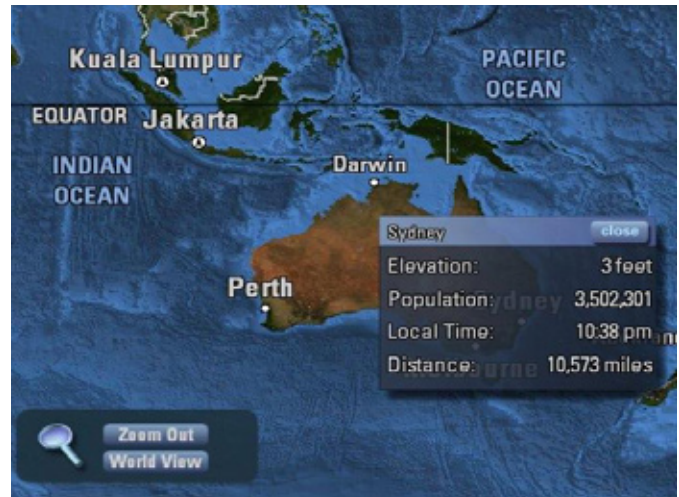 Kuala Lumpur
PACIFIC
OCEAN
EQUATOR
Jakarta
INDIAN
OCEAN
Darwin
Sydney
close
Elevation: 3 feet
Perth
Population: 3,502,301
Sydney
Local Time: 10:38 pm
Distance: 10,573 miles
Zoom Out
World View